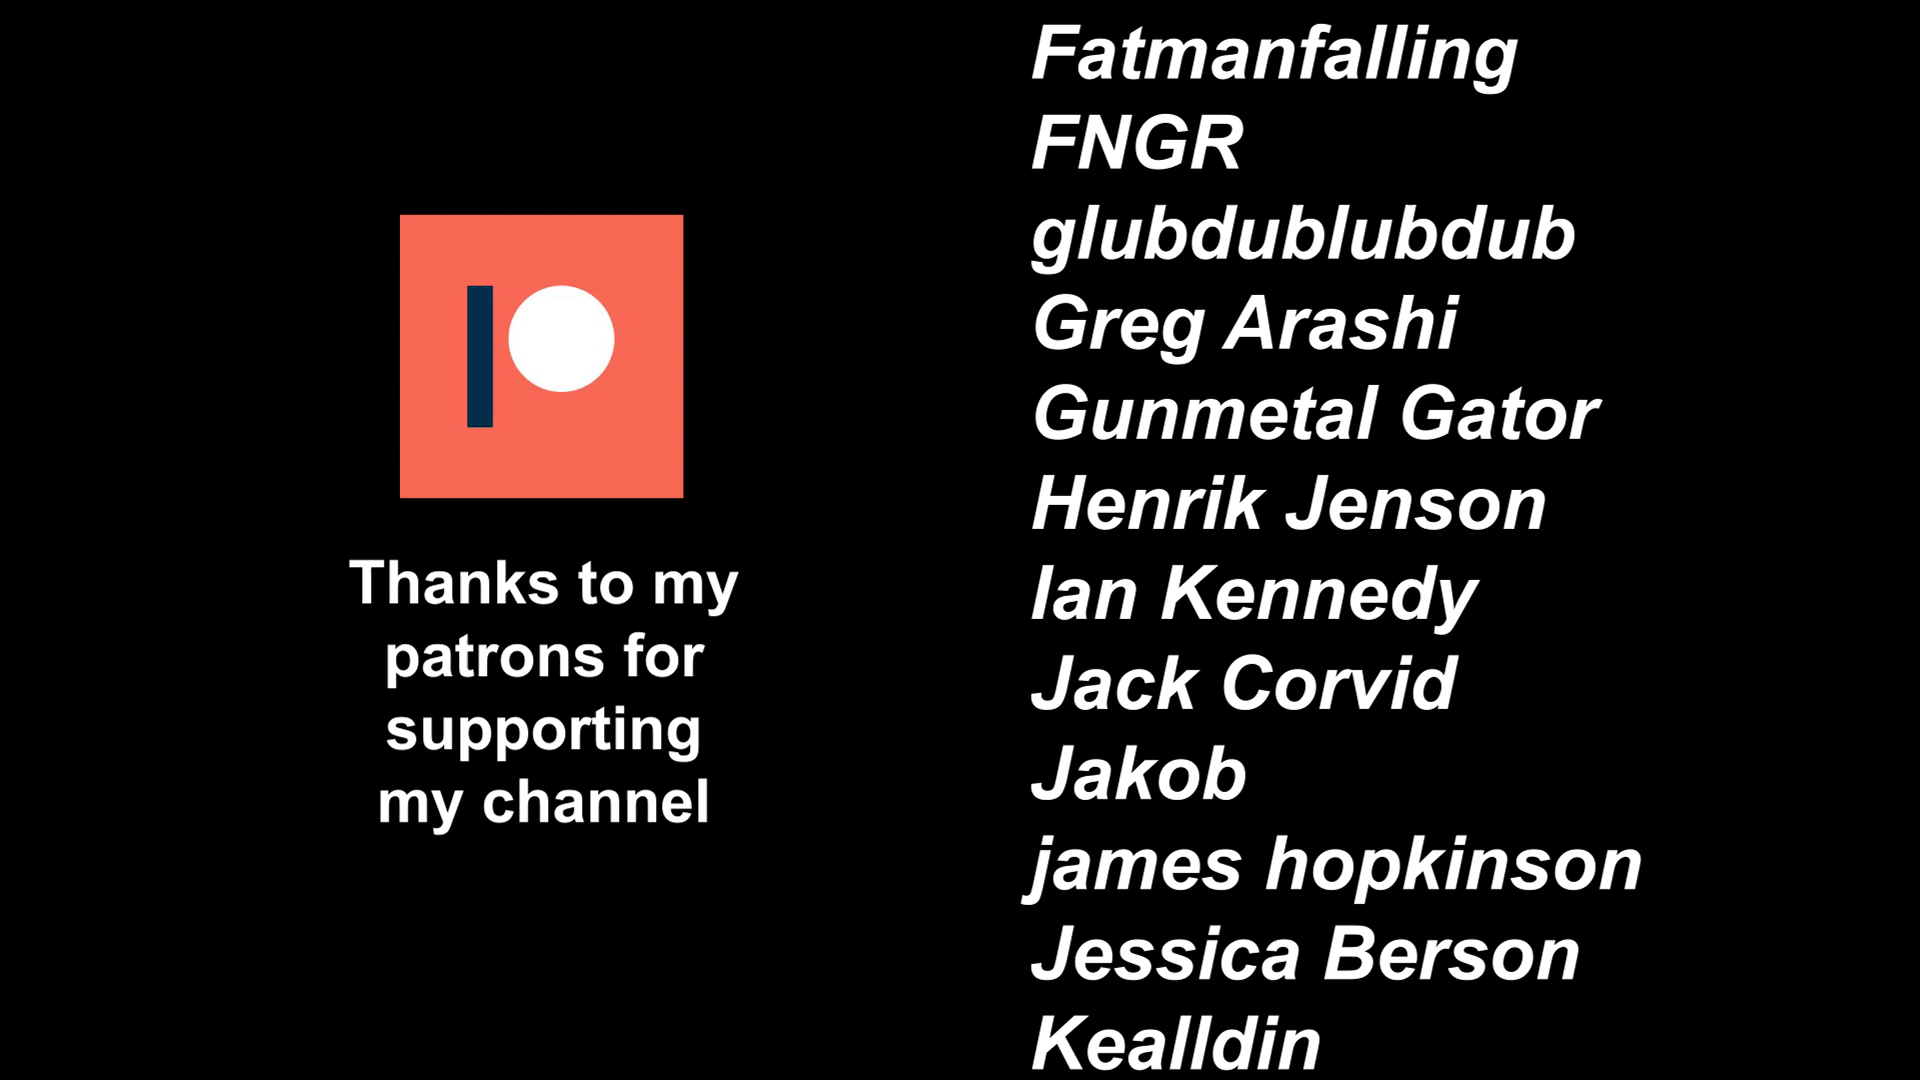 Thanks to my
patrons for
supporting
my channel
Fatmanfalling
FNGR
glubdublubdub
Greg Arashi
Gunmetal Gator
Henrik Jenson
Ian Kennedy
Jack Corvid
Jakob
james hopkinson
Jessica Berson
Kealldin